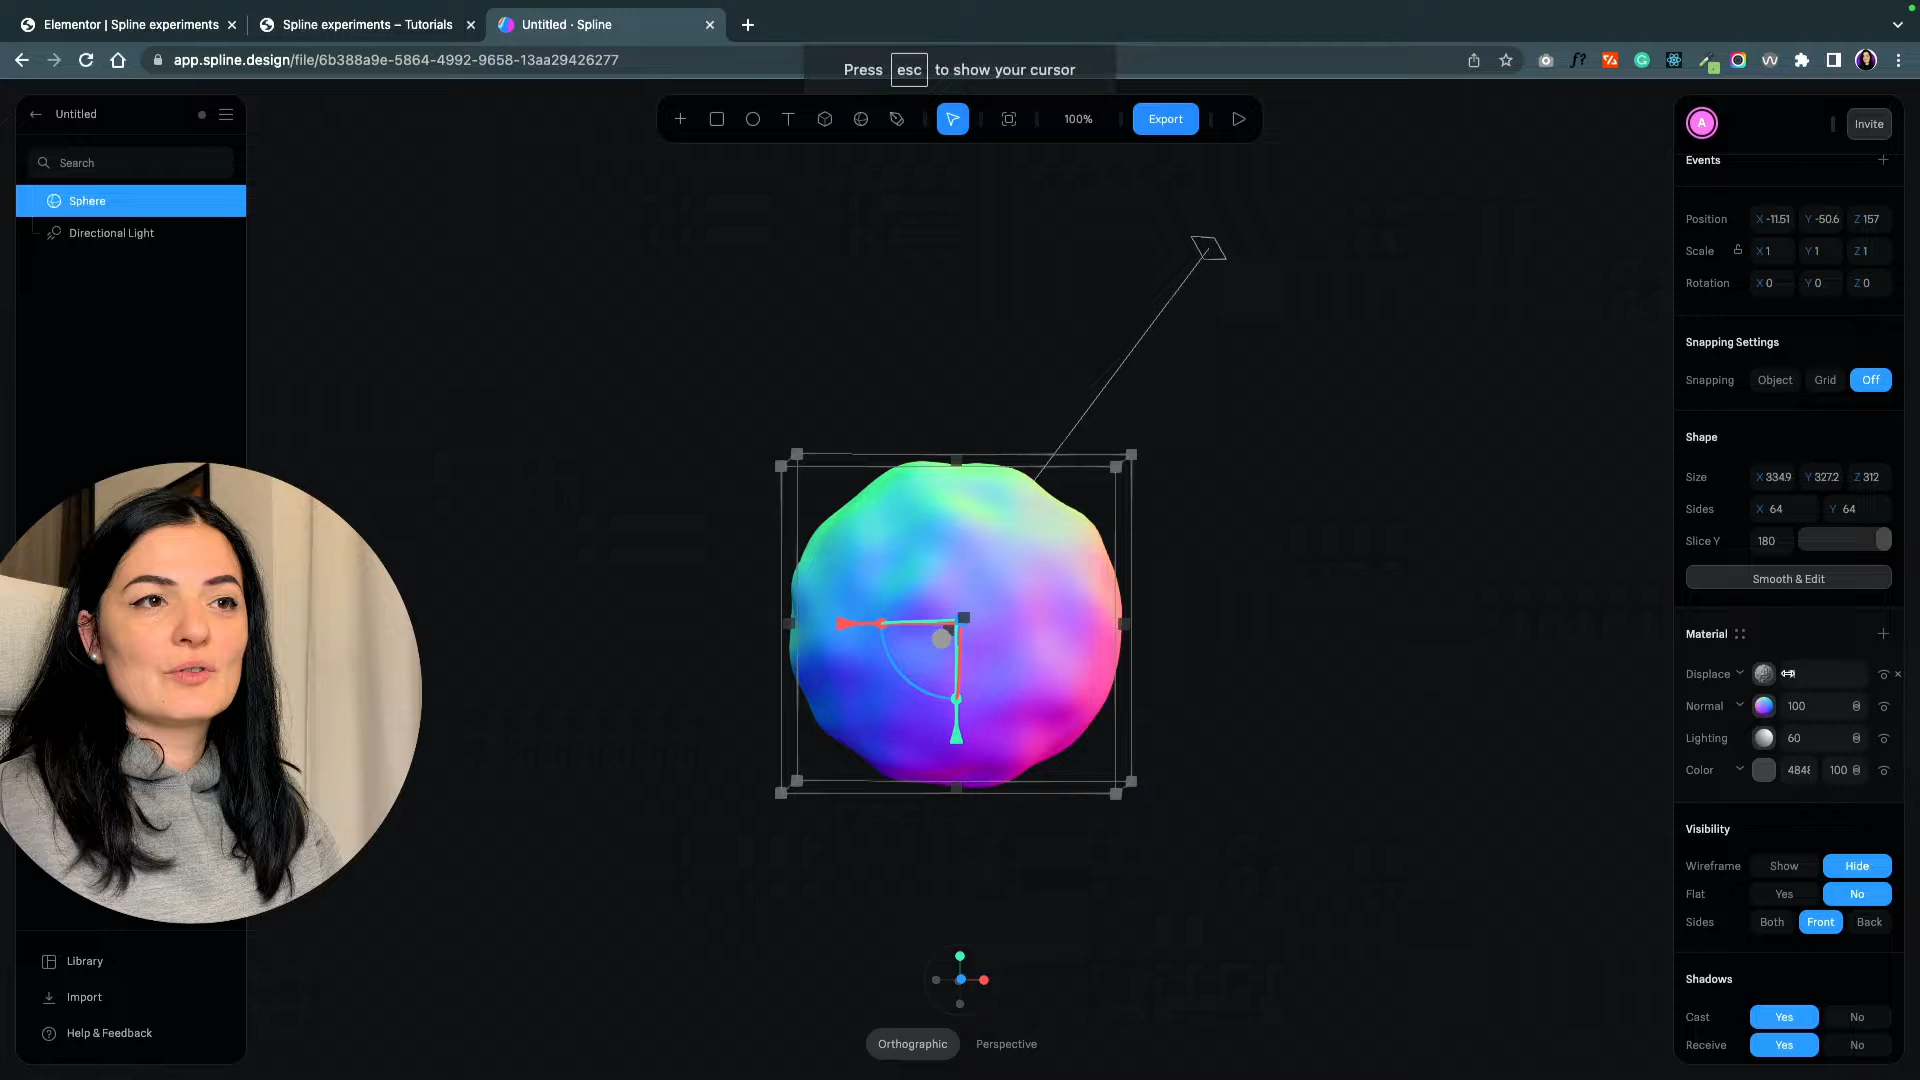 Elementor | Spline experiments
Spline experiments – Tutorials
Untitled · Spline
app.spline.design/file/6b388a9e-5864-4992-9658-13aa29426277
Press esc to show your cursor
Untitled
100%
Export
A
Invite
Search
Sphere
Directional Light
Library
Import
Help & Feedback
Orthographic
Perspective
Events
Position X -11.51 Y -50.6 Z 157
Scale X 1 Y 1 Z 1
Rotation X 0 Y 0 Z 0
Snapping Settings
Snapping Object Grid Off
Shape
Size X 334.9 Y 327.2 Z 312
Sides X 64 Y 64
Slice Y 180
Smooth & Edit
Material
Displace
Normal 100
Lighting 60
Color 484 100
Visibility
Wireframe Show Hide
Flat Yes No
Sides Both Front Back
Shadows
Cast Yes No
Receive Yes No